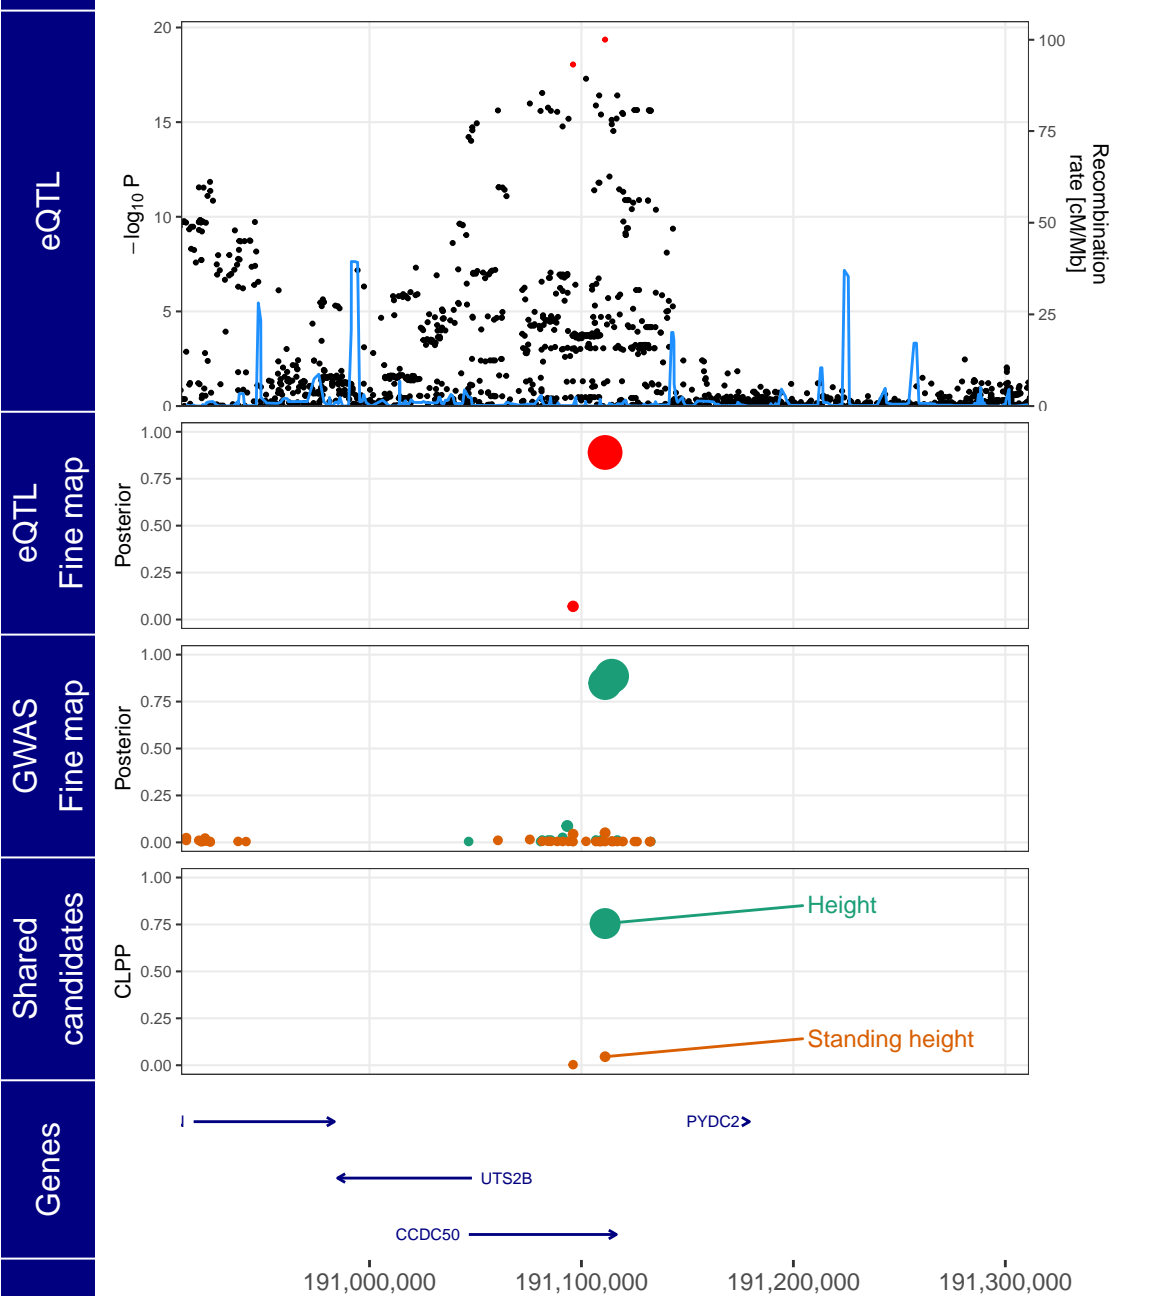 eQTL
20
15
10
5
0
−log10 P
100
75
50
25
0
Recombination
rate [cM/Mb]
eQTL
Fine map
1.00
0.75
0.50
0.25
0.00
Posterior
GWAS
Fine map
1.00
0.75
0.50
0.25
0.00
Posterior
Shared
candidates
1.00
0.75
0.50
0.25
0.00
CLPP
Height
Standing height
Genes
PYDC2
UTS2B
CCDC50
191,000,000
191,100,000
191,200,000
191,300,000